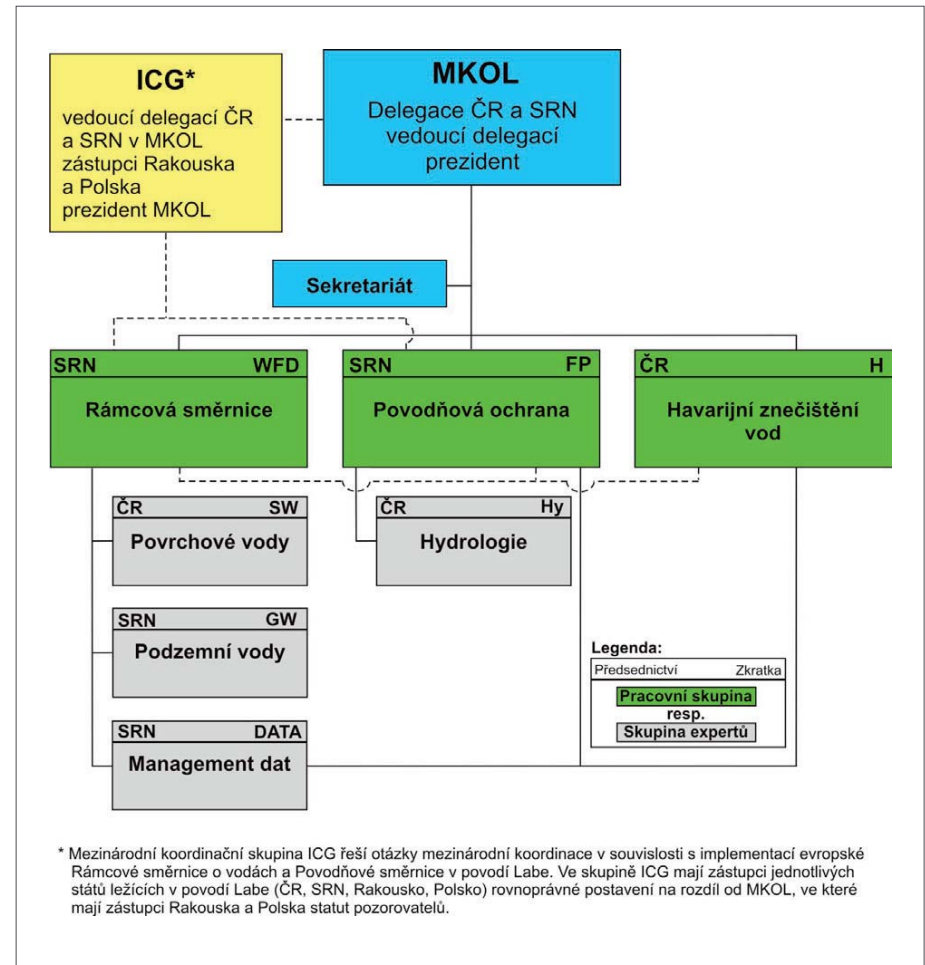 ICG*
vedoucí delegací ČR
a SRN v MKOL
zástupci Rakouska
a Polska
prezident MKOL
MKOL
Delegace ČR a SRN
vedoucí delegací
prezident
Sekretariát
SRN WFD
Rámcová směrnice
SRN FP
Povodňová ochrana
ČR H
Havarijní znečištění
vod
ČR SW
Povrchové vody
ČR Hy
Hydrologie
SRN GW
Podzemní vody
SRN DATA
Management dat
Legenda:
Předsednictví Zkratka
Pracovní skupina
resp.
Skupina expertů
* Mezinárodní koordinační skupina ICG řeší otázky mezinárodní koordinace v souvislosti s implementací evropské
Rámcové směrnice o vodách a Povodňové směrnice v povodí Labe. Ve skupině ICG mají zástupci jednotlivých
států ležících v povodí Labe (ČR, SRN, Rakousko, Polsko) rovnoprávné postavení na rozdíl od MKOL, ve které
mají zástupci Rakouska a Polska statut pozorovatelů.